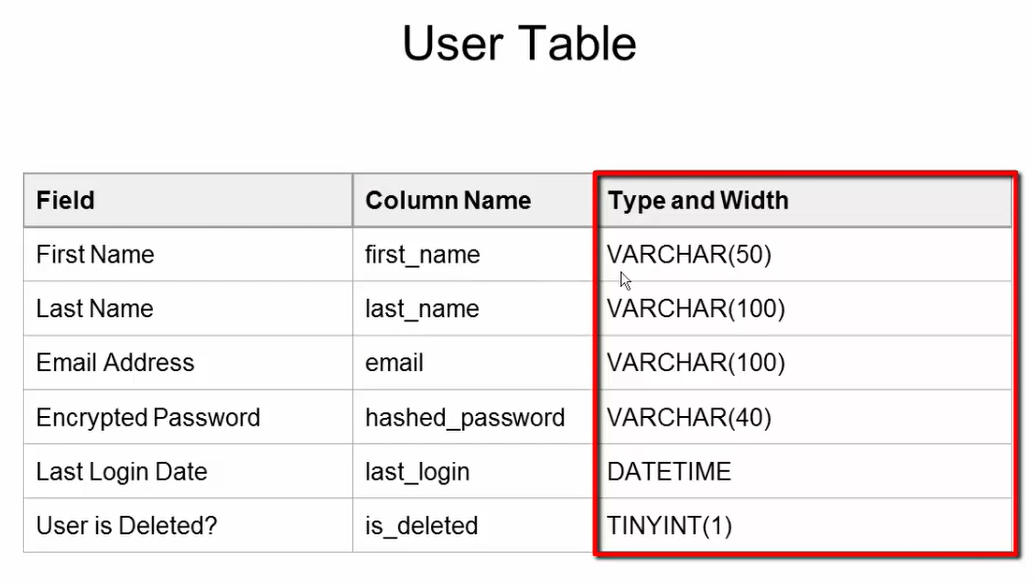 User Table
Field Column Name Type and Width
First Name first_name VARCHAR(50)
Last Name last_name VARCHAR(100)
Email Address email VARCHAR(100)
Encrypted Password hashed_password VARCHAR(40)
Last Login Date last_login DATETIME
User is Deleted? is_deleted TINYINT(1)